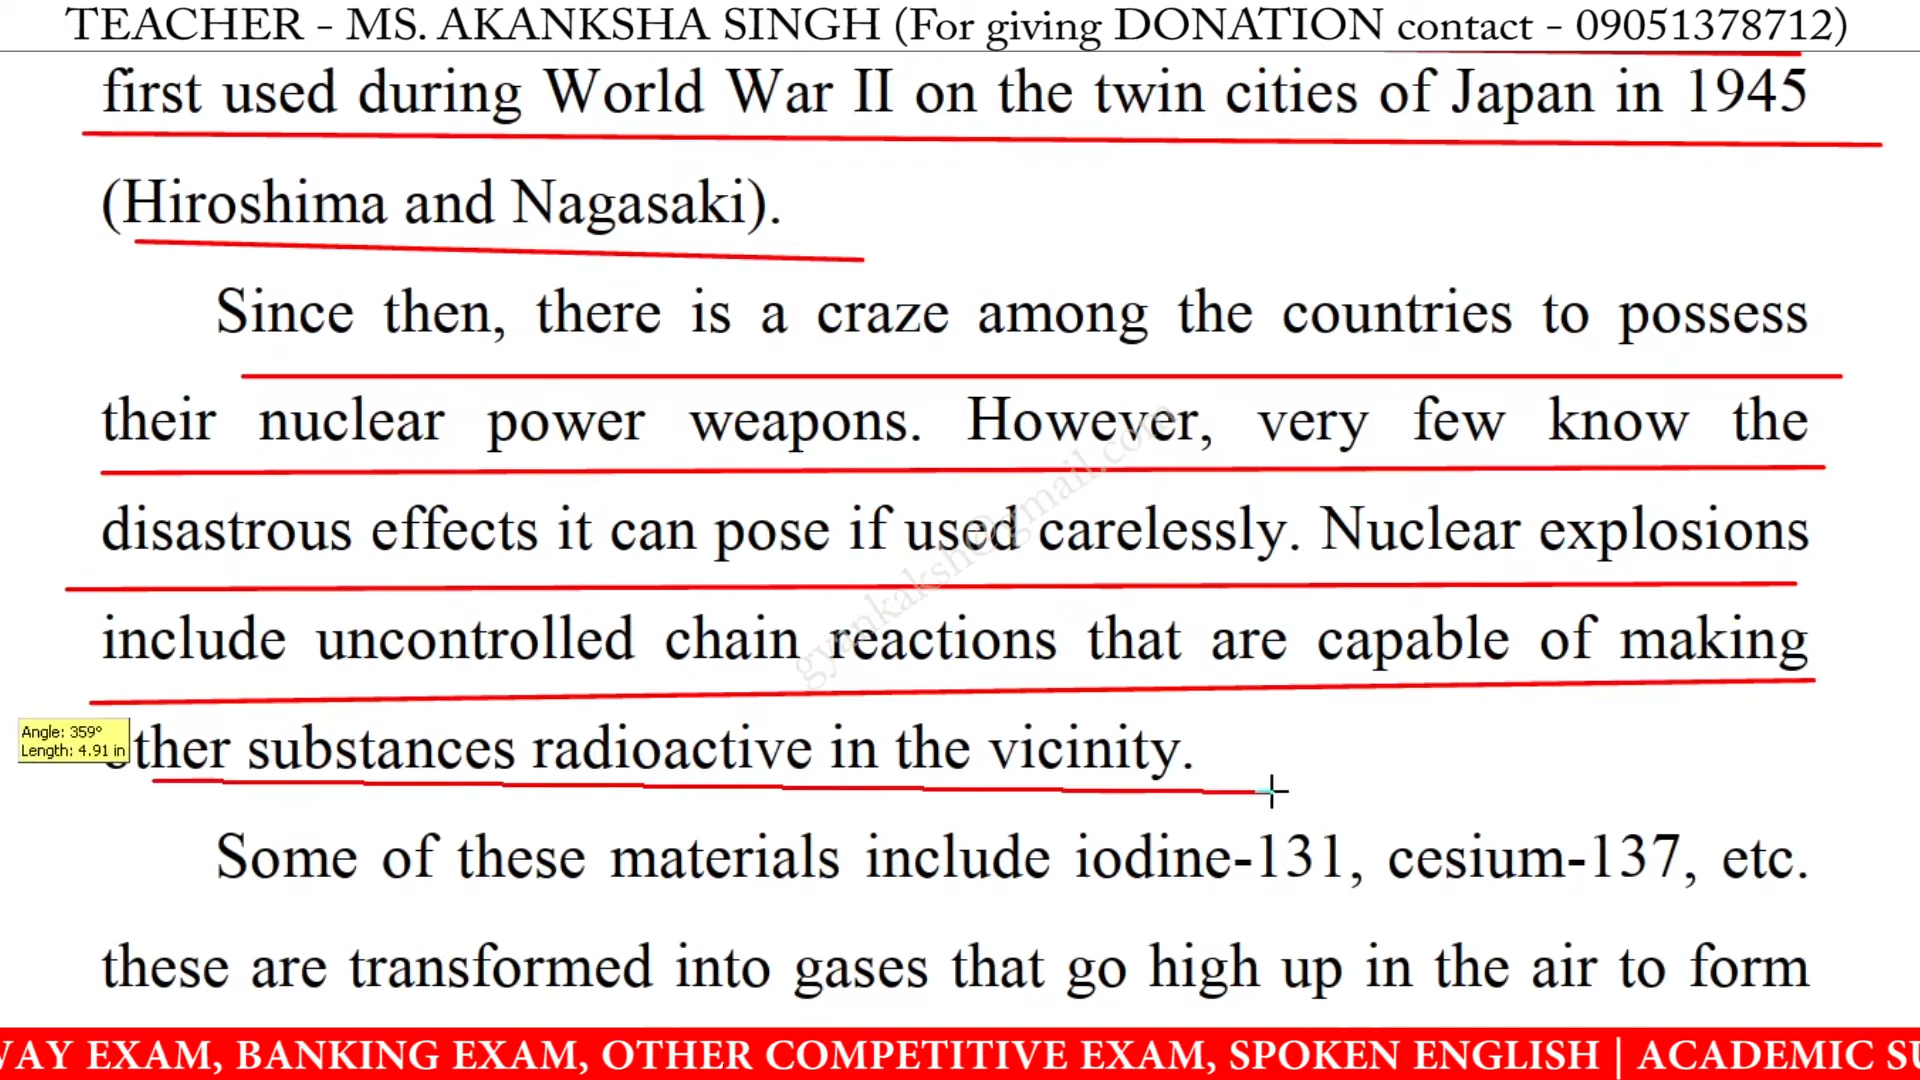 TEACHER - MS. AKANKSHA SINGH (For giving DONATION contact - 09051378712)
first used during World War II on the twin cities of Japan in 1945
(Hiroshima and Nagasaki).
Since then, there is a craze among the countries to possess
their nuclear power weapons. However, very few know the
disastrous effects it can pose if used carelessly. Nuclear explosions
include uncontrolled chain reactions that are capable of making
other substances radioactive in the vicinity.
Angle: 359°
Length: 4.91 in
gyankaksh@gmail.com
Some of these materials include iodine-131, cesium-137, etc.
these are transformed into gases that go high up in the air to form
WAY EXAM, BANKING EXAM, OTHER COMPETITIVE EXAM, SPOKEN ENGLISH | ACADEMIC SU